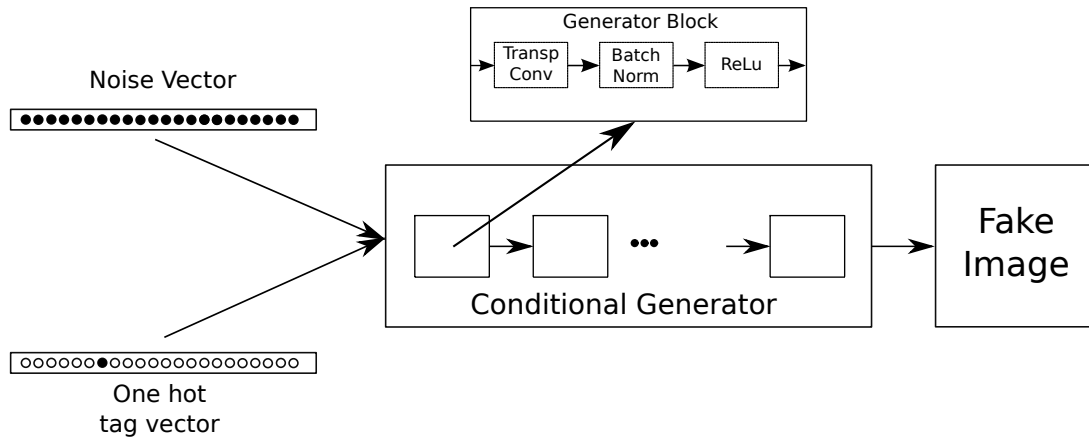 Generator Block
Transp
Conv
Batch
Norm
ReLu
Noise Vector
Conditional Generator
Fake
Image
One hot
tag vector